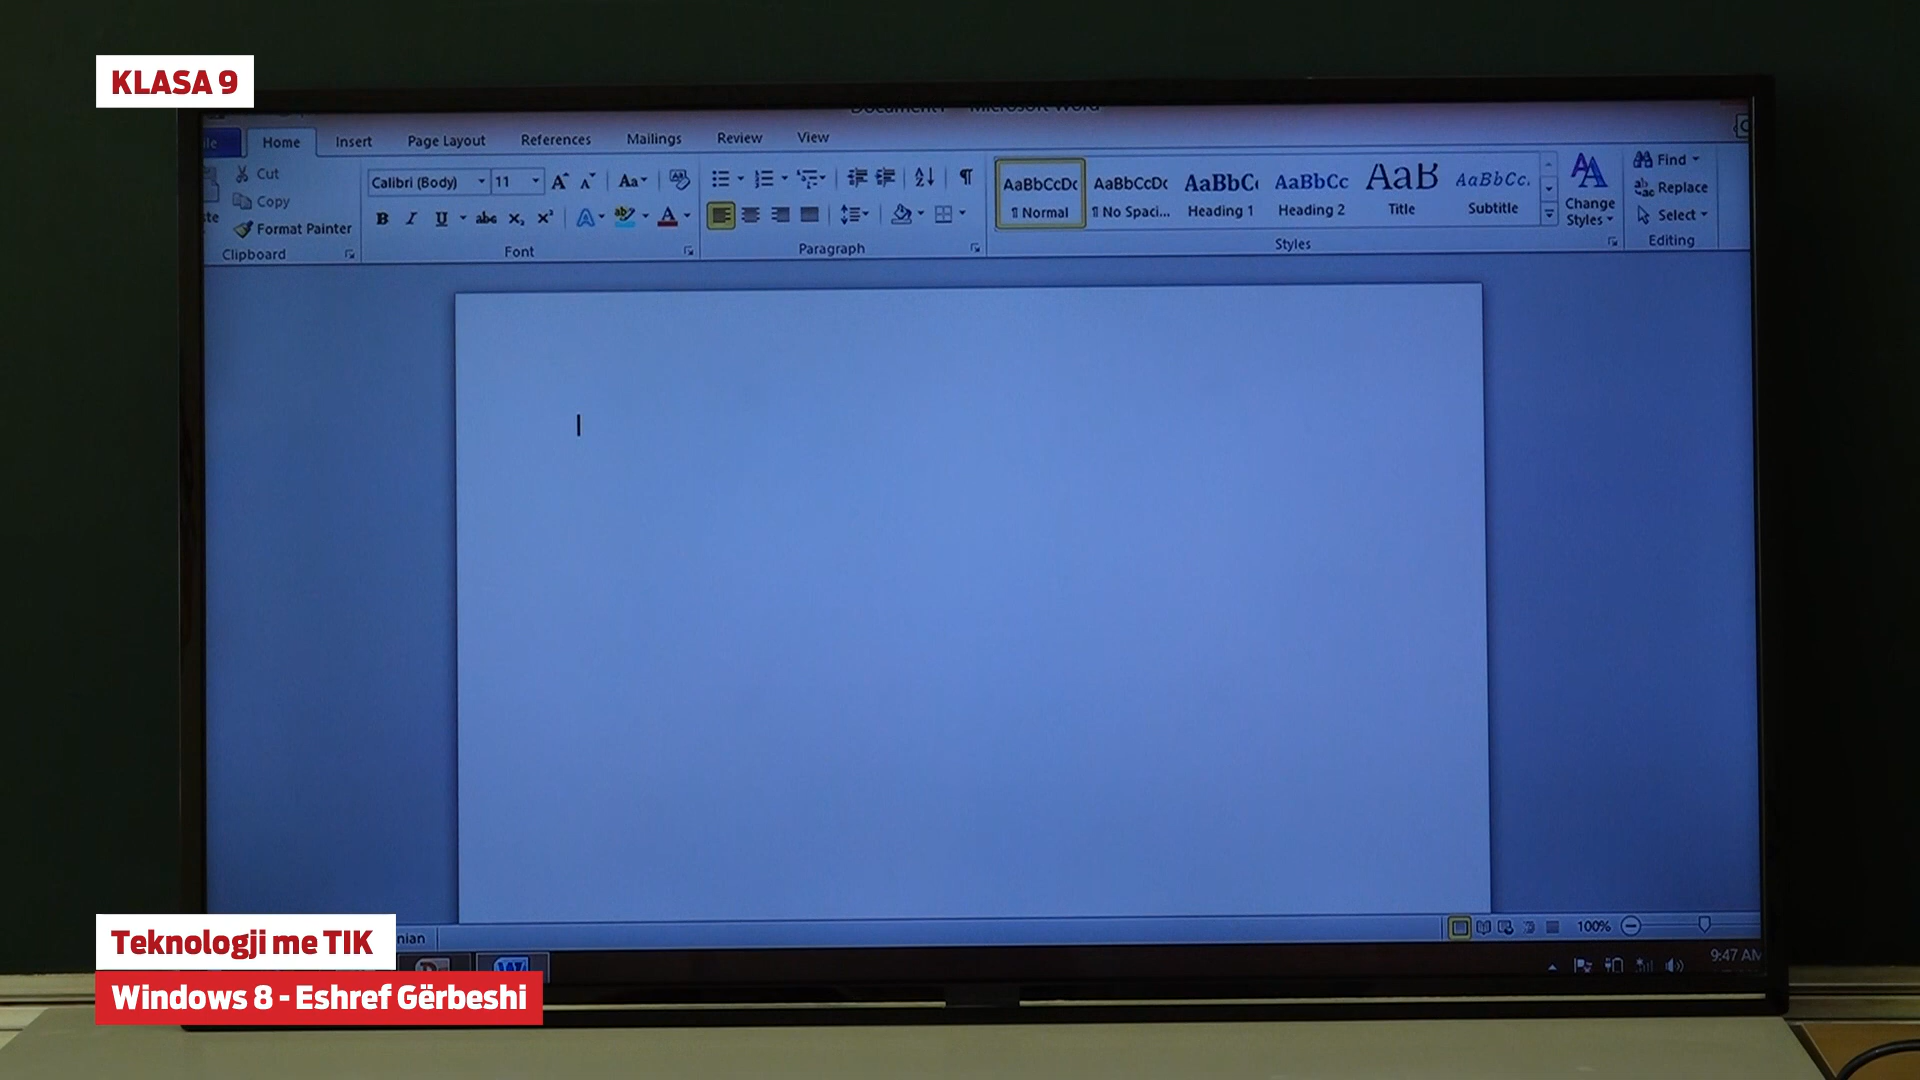 KLASA 9
Microsoft Word
Home Insert Page Layout References Mailings Review View
Cut
Copy
Format Painter
Clipboard
Calibri (Body) 11
Font
Paragraph
AaBbCcDc AaBbCcDc AaBbC AaBbCc AaB AaBbCc.
¶ Normal ¶ No Spaci... Heading 1 Heading 2 Title Subtitle
Styles
Change
Styles
Find
Replace
Select
Editing
100%
9:47 AM
Teknologji me TIK
Windows 8 - Eshref Gërbeshi